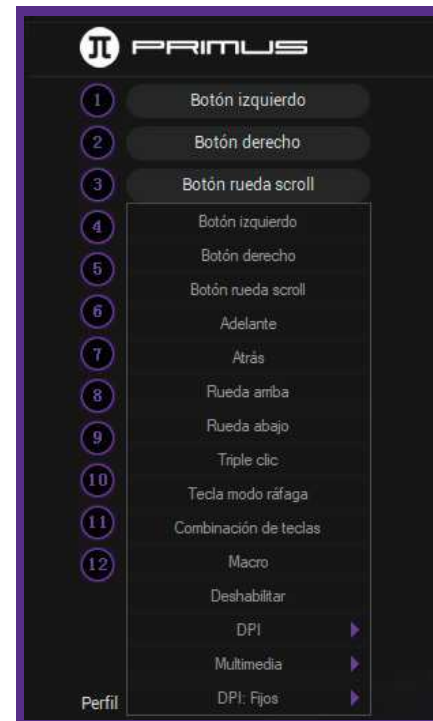 PRIMUS
1 Botón izquierdo
2 Botón derecho
3 Botón rueda scroll
4 Botón izquierdo
Botón derecho
5
Botón rueda scroll
6
Adelante
7 Atrás
8 Rueda arriba
Rueda abajo
9
Triple clic
10
Tecla modo ráfaga
11 Combinación de teclas
12 Macro
Deshabilitar
DPI
Multimedia
Perfil DPI: Fijos